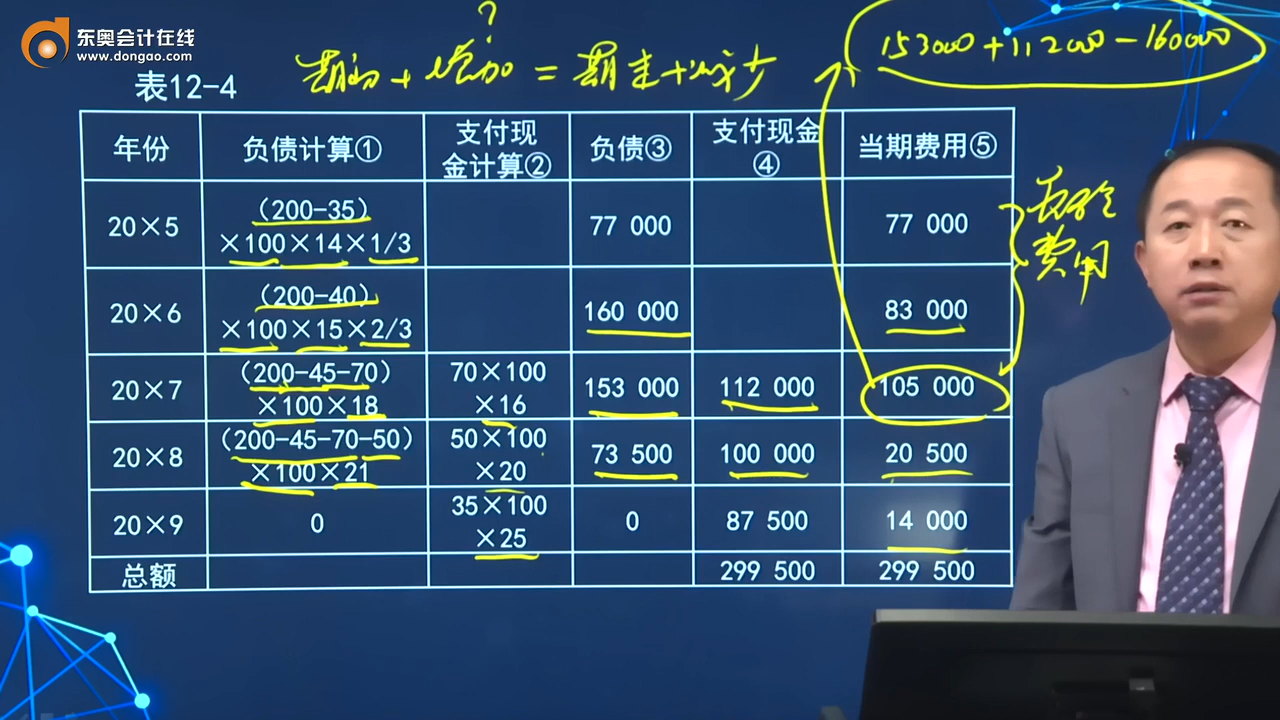 东奥会计在线
www.dongao.com
?
期初+增加=期末+减少
153000+112000-160000
表12-4
年份 负债计算① 支付现金计算② 负债③ 支付现金④ 当期费用⑤
20×5 (200-35)×100×14×1/3 77 000 77 000
20×6 (200-40)×100×15×2/3 160 000 83 000
20×7 (200-45-70)×100×18 70×100×16 153 000 112 000 105 000
20×8 (200-45-70-50)×100×21 50×100×20 73 500 100 000 20 500
20×9 0 35×100×25 0 87 500 14 000
总额 299 500 299 500
费用